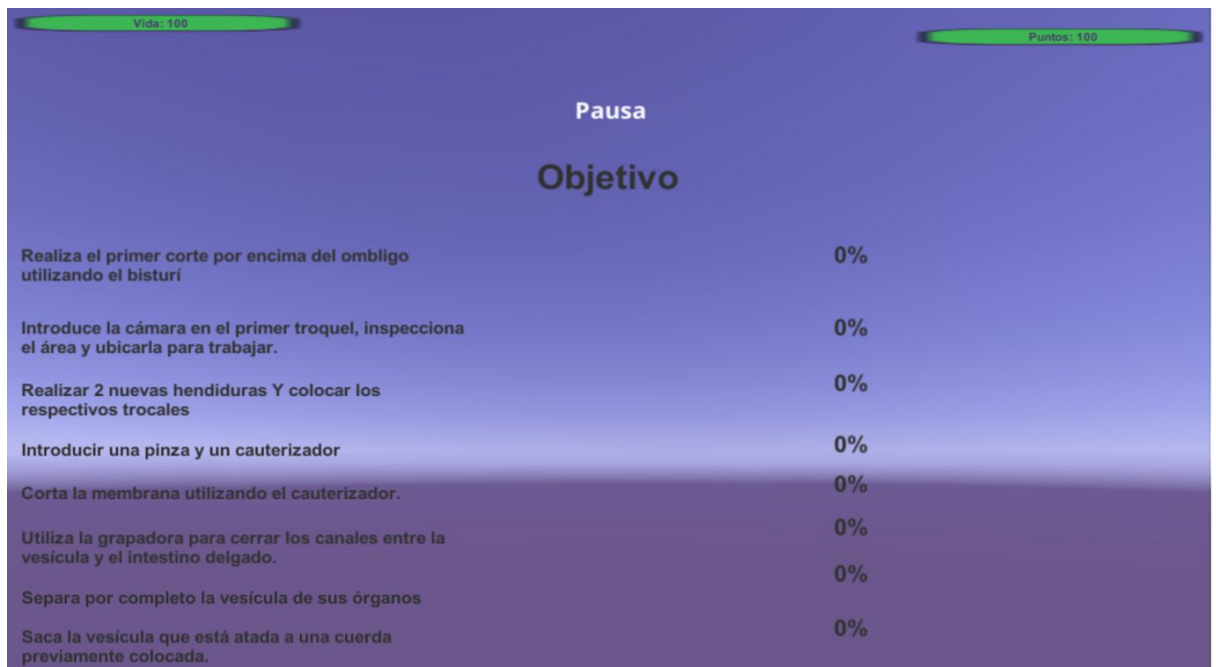 Vida: 100
Puntos: 100
Pausa
Objetivo
Realiza el primer corte por encima del ombligo
utilizando el bisturí
0%
Introduce la cámara en el primer troquel, inspecciona
el área y ubicarla para trabajar.
0%
Realizar 2 nuevas hendiduras Y colocar los
respectivos trocales
0%
Introducir una pinza y un cauterizador
0%
Corta la membrana utilizando el cauterizador.
0%
Utiliza la grapadora para cerrar los canales entre la
vesícula y el intestino delgado.
0%
Separa por completo la vesícula de sus órganos
0%
Saca la vesícula que está atada a una cuerda
previamente colocada.
0%